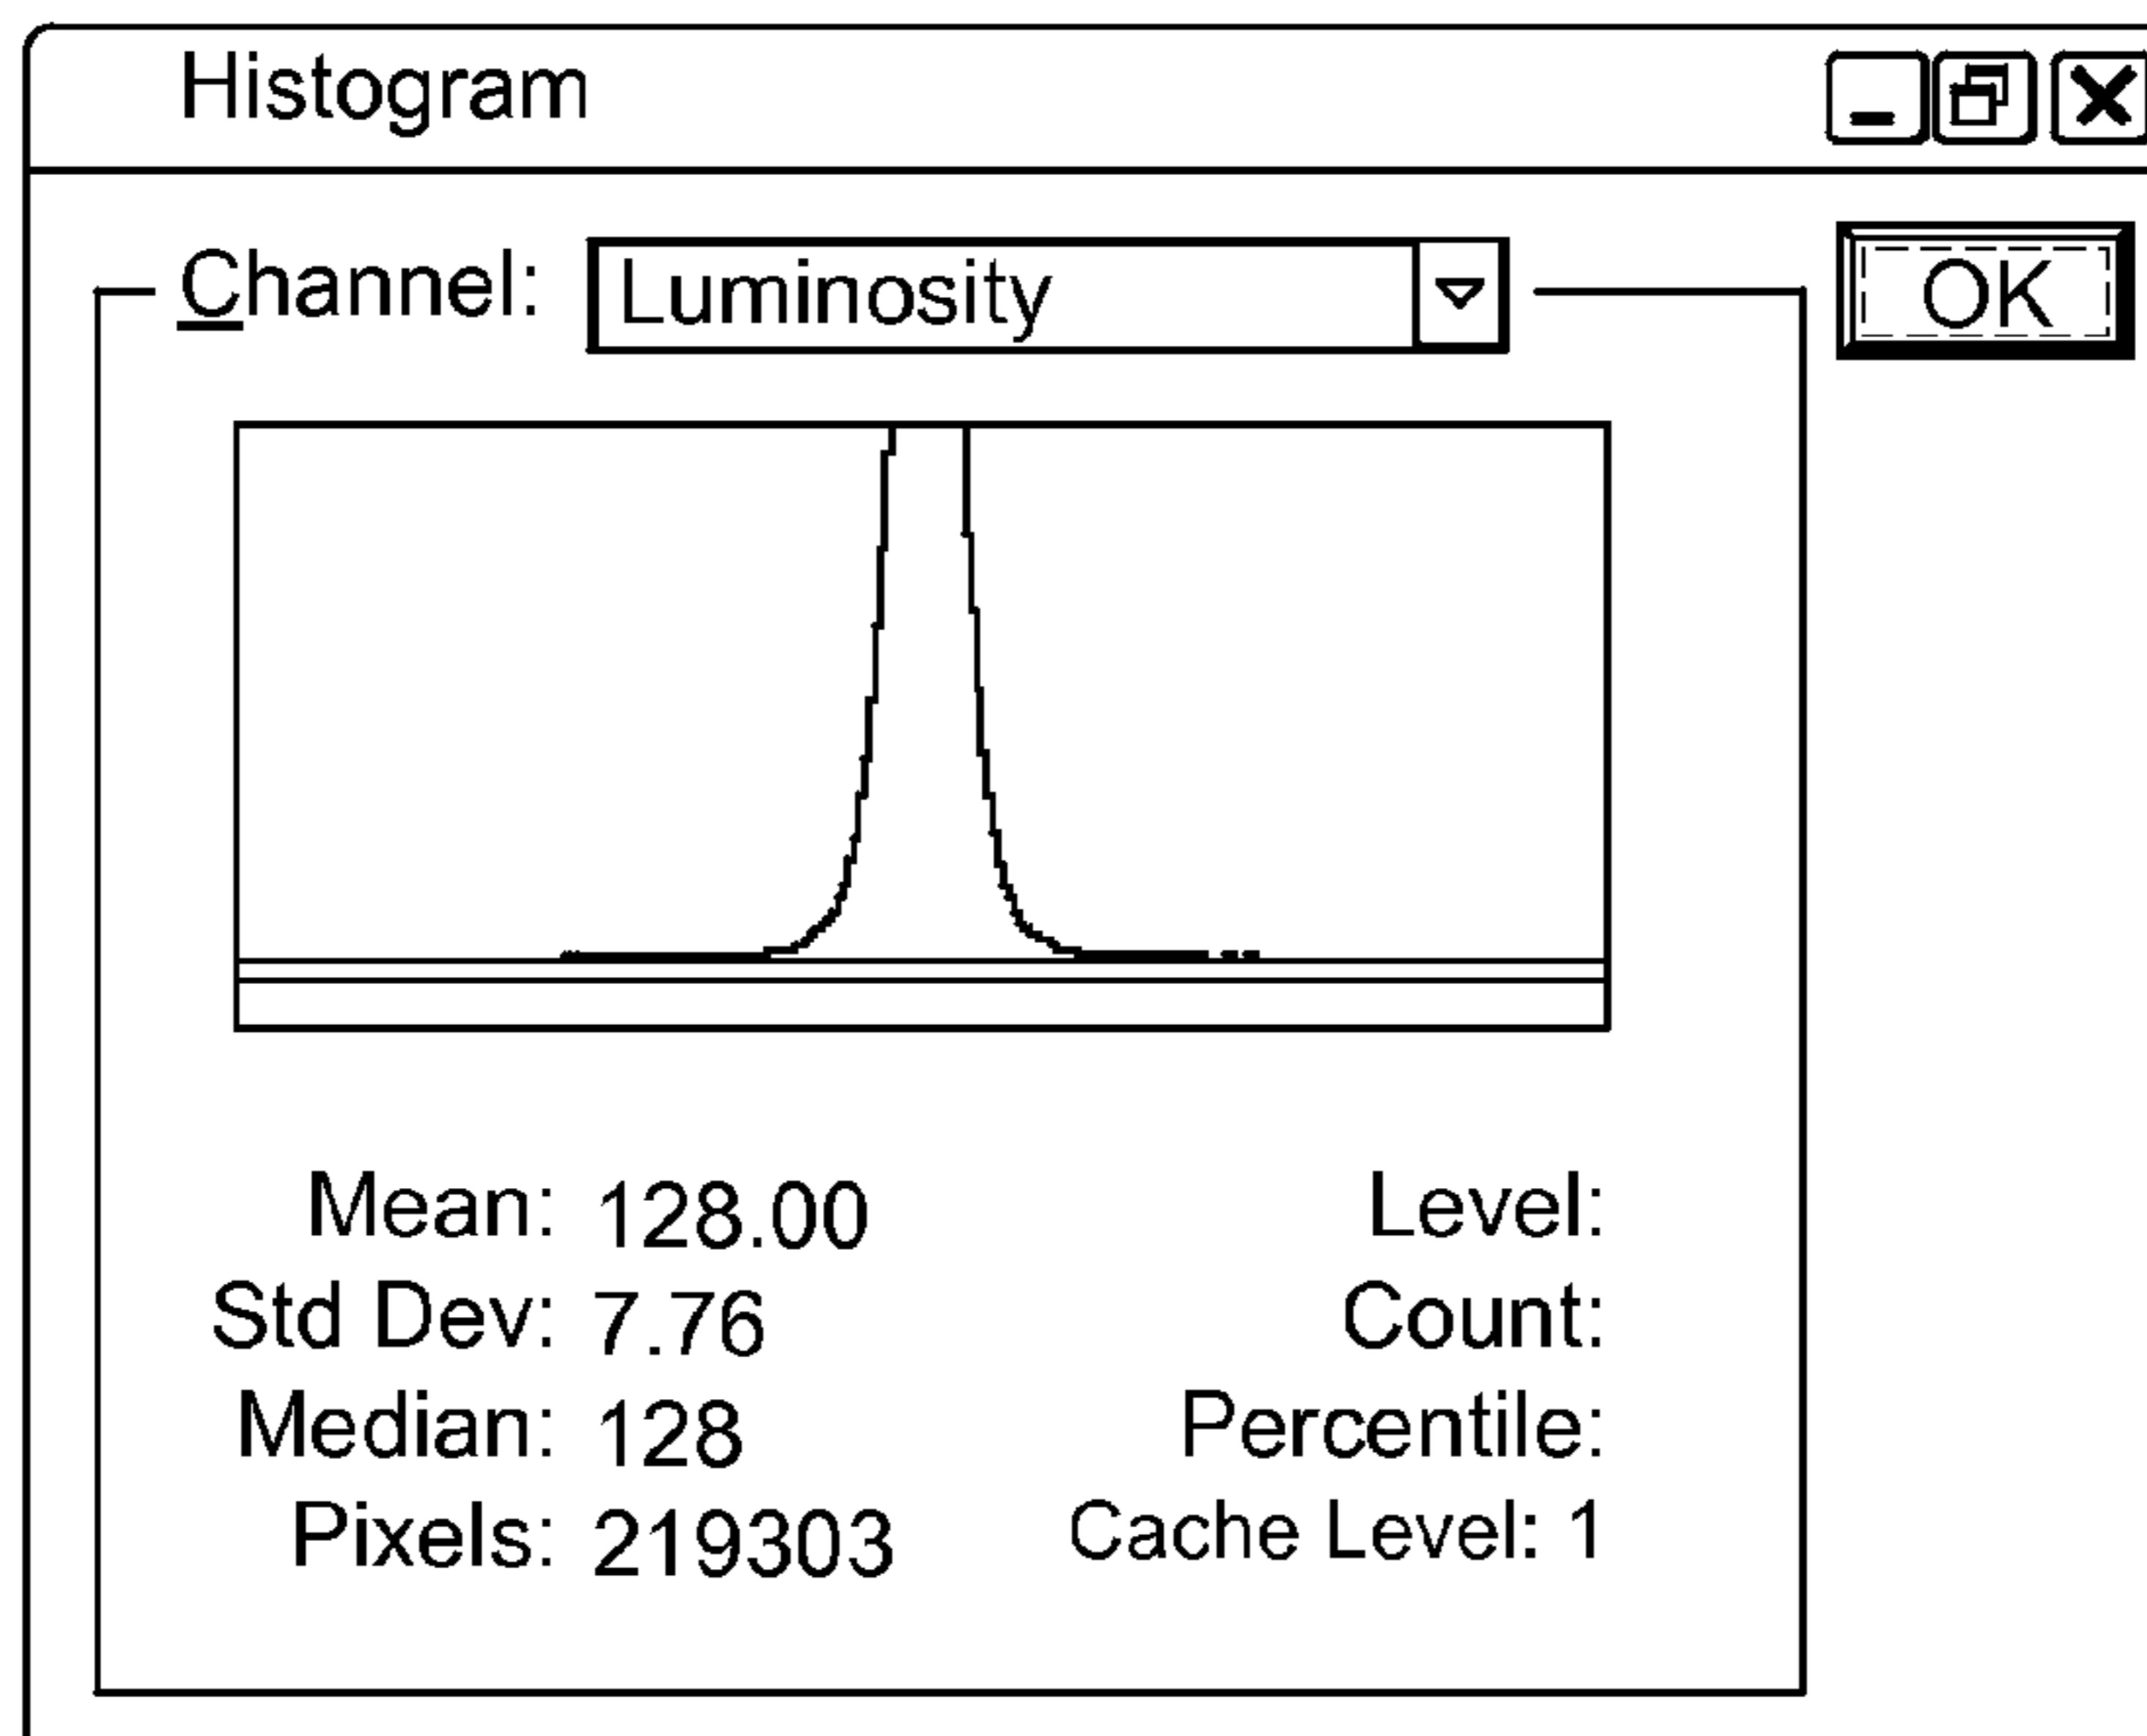 Histogram
Channel: Luminosity
OK
Mean: 128.00 Level:
Std Dev: 7.76 Count:
Median: 128 Percentile:
Pixels: 219303 Cache Level: 1